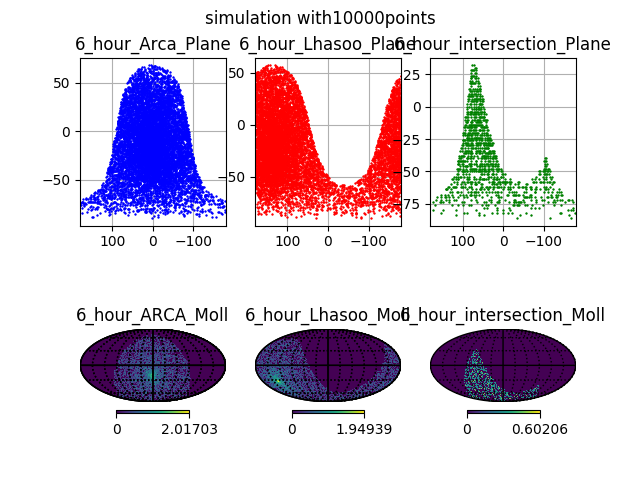 simulation with10000points
6_hour_Arca_Plane 6_hour_Lhasoo_Plane 6_hour_intersection_Plane
50
0
−50
100 0 −100
50
0
−50
100 0 −100
25
0
−25
−50
−75
100 0 −100
6_hour_ARCA_Moll 6_hour_Lhasoo_Moll 6_hour_intersection_Moll
0 2.01703 0 1.94939 0 0.60206